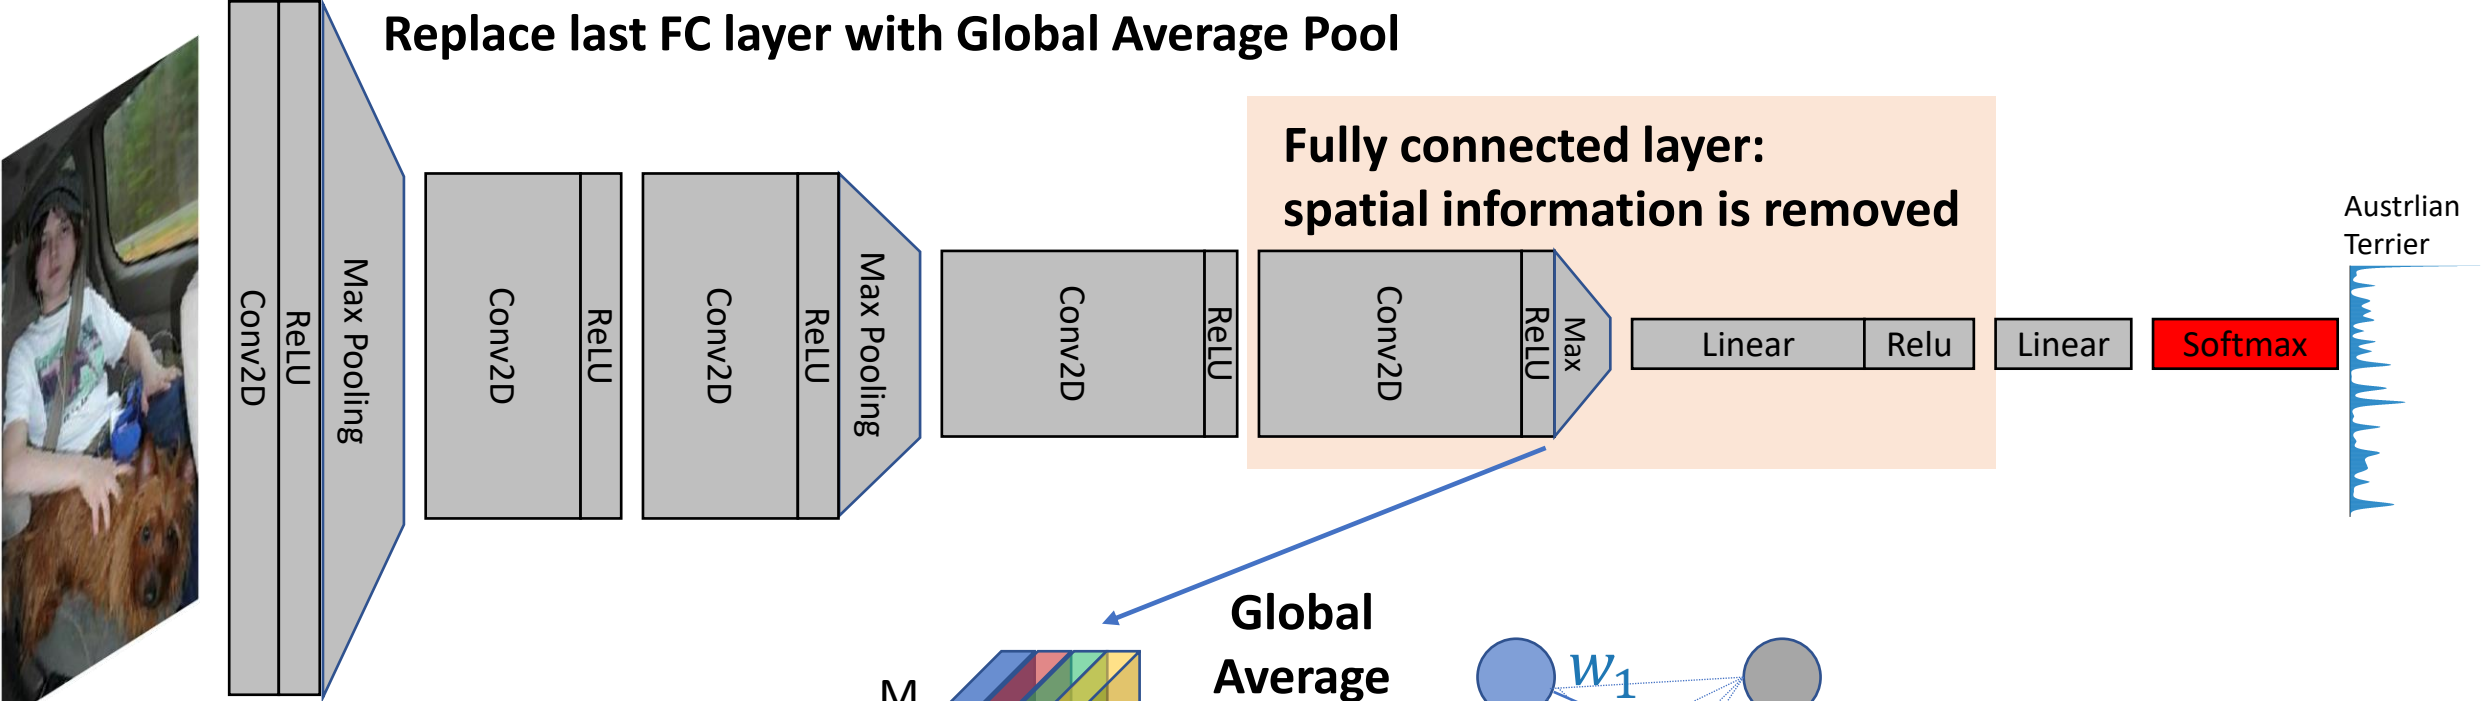 Replace last FC layer with Global Average Pool
Fully connected layer:
spatial information is removed
Austrlian
Terrier
Conv2D
ReLU
Max Pooling
Conv2D
ReLU
Conv2D
ReLU
Max Pooling
Conv2D
ReLU
Conv2D
ReLU
Max
Linear
Relu
Linear
Softmax
Global
Average
M
w₁